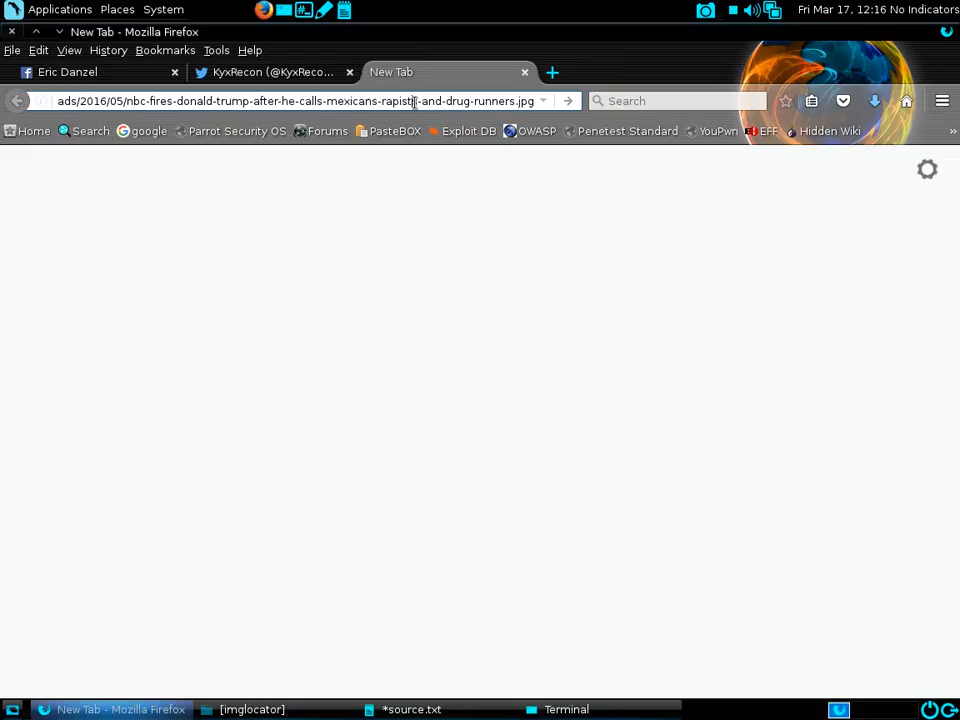 Applications Places System Fri Mar 17, 12:16 No Indicators
New Tab - Mozilla Firefox
File Edit View History Bookmarks Tools Help
Eric Danzel KyxRecon (@KyxReco... New Tab
ads/2016/05/nbc-fires-donald-trump-after-he-calls-mexicans-rapists-and-drug-runners.jpg Search
Home Search google Parrot Security OS Forums PasteBOX Exploit DB OWASP Penetest Standard YouPwn EFF Hidden Wiki »
New Tab - Mozilla Firefox [imglocator] *source.txt Terminal